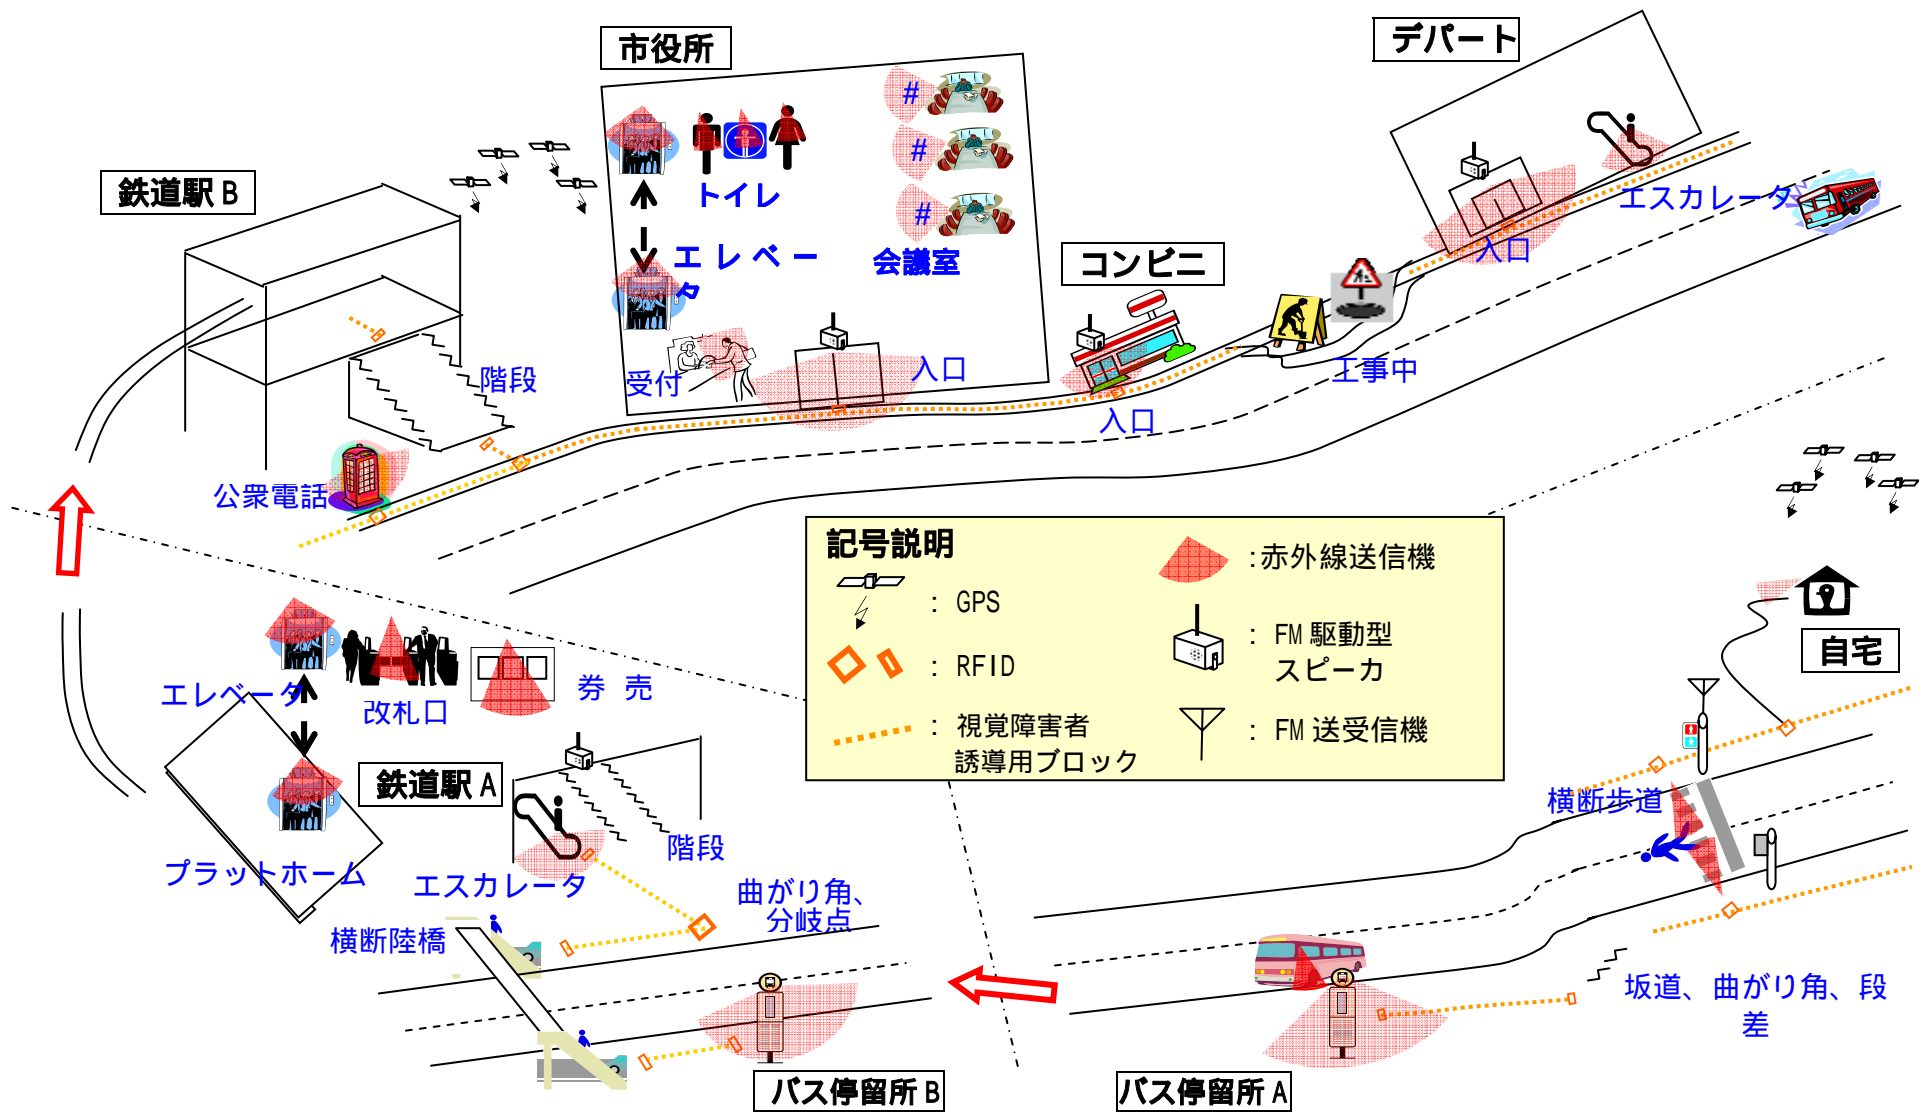 市役所
デパート
鉄道駅 B
#
#
#
トイレ
エレベー
タ
会議室
コンビニ
エスカレータ
入口
階段
受付
入口
入口
工事中
公衆電話
記号説明
: GPS
: RFID
: 視覚障害者
誘導用ブロック
:赤外線送信機
: FM 駆動型
スピーカ
: FM 送受信機
自宅
エレベータ
改札口
券 売
鉄道駅 A
階段
プラットホーム
エスカレータ
曲がり角、
分岐点
横断陸橋
横断歩道
坂道、曲がり角、段
差
バス停留所 B
バス停留所 A